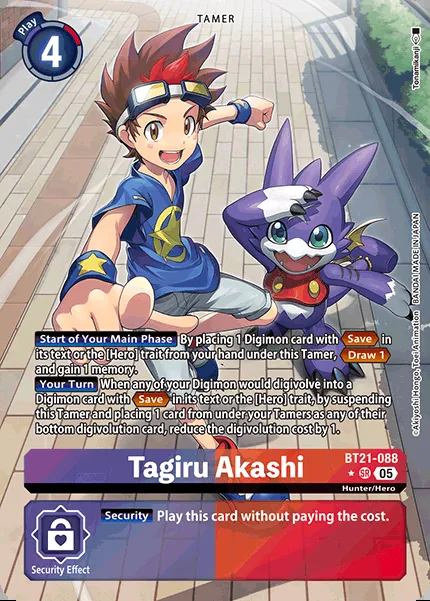 TAMER
Play
4
Tonamikanji
Start of Your Main Phase By placing 1 Digimon card with Save in
its text or the [Hero] trait from your hand under this Tamer, Draw 1
and gain 1 memory.
Your Turn When any of your Digimon would digivolve into a
Digimon card with Save in its text or the [Hero] trait, by suspending
this Tamer and placing 1 card from under your Tamers as any of their
bottom digivolution card, reduce the digivolution cost by 1.
©Akiyoshi Hongo, Toei Animation BANDAI MADE IN JAPAN
Tagiru Akashi
BT21-088
SR 05
Hunter/Hero
Security Play this card without paying the cost.
Security Effect